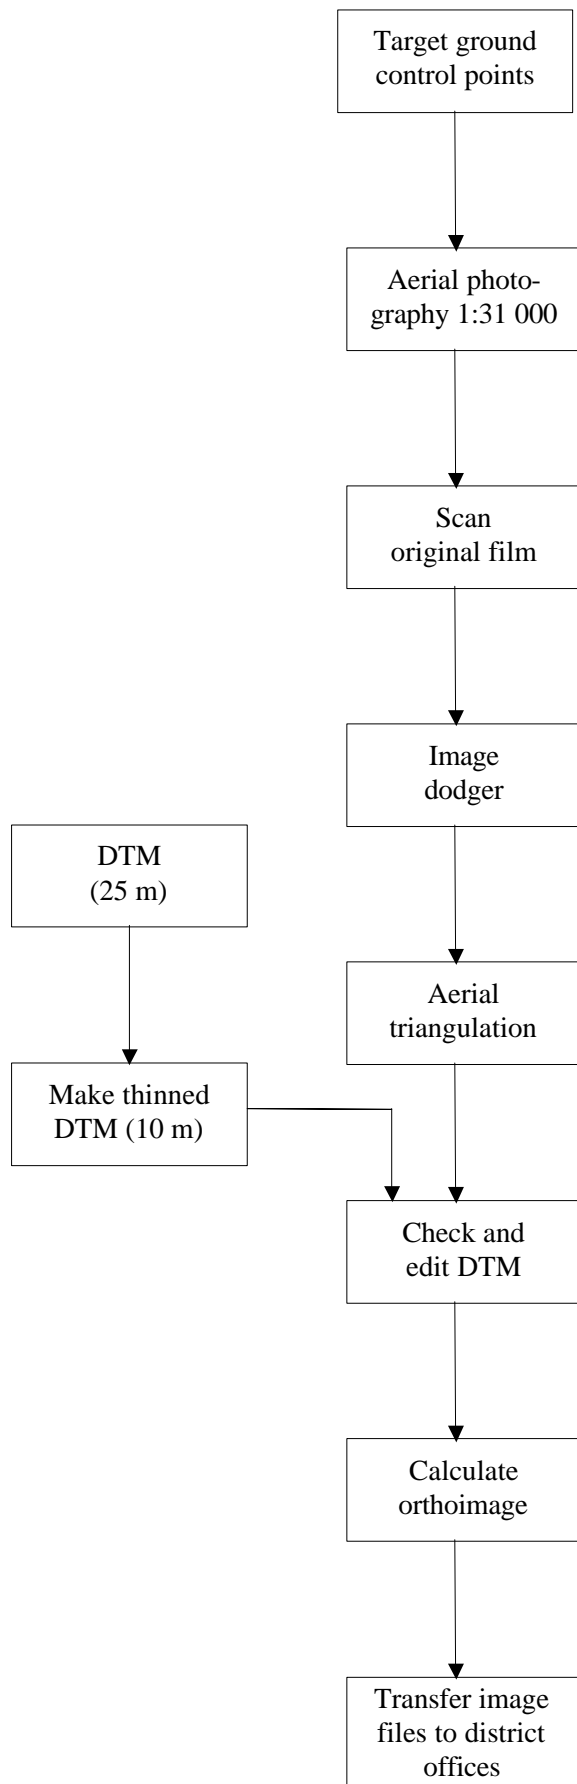 Target ground
control points
Aerial photo-
graphy 1:31 000
Scan
original film
Image
dodger
DTM
(25 m)
Aerial
triangulation
Make thinned
DTM (10 m)
Check and
edit DTM
Calculate
orthoimage
Transfer image
files to district
offices